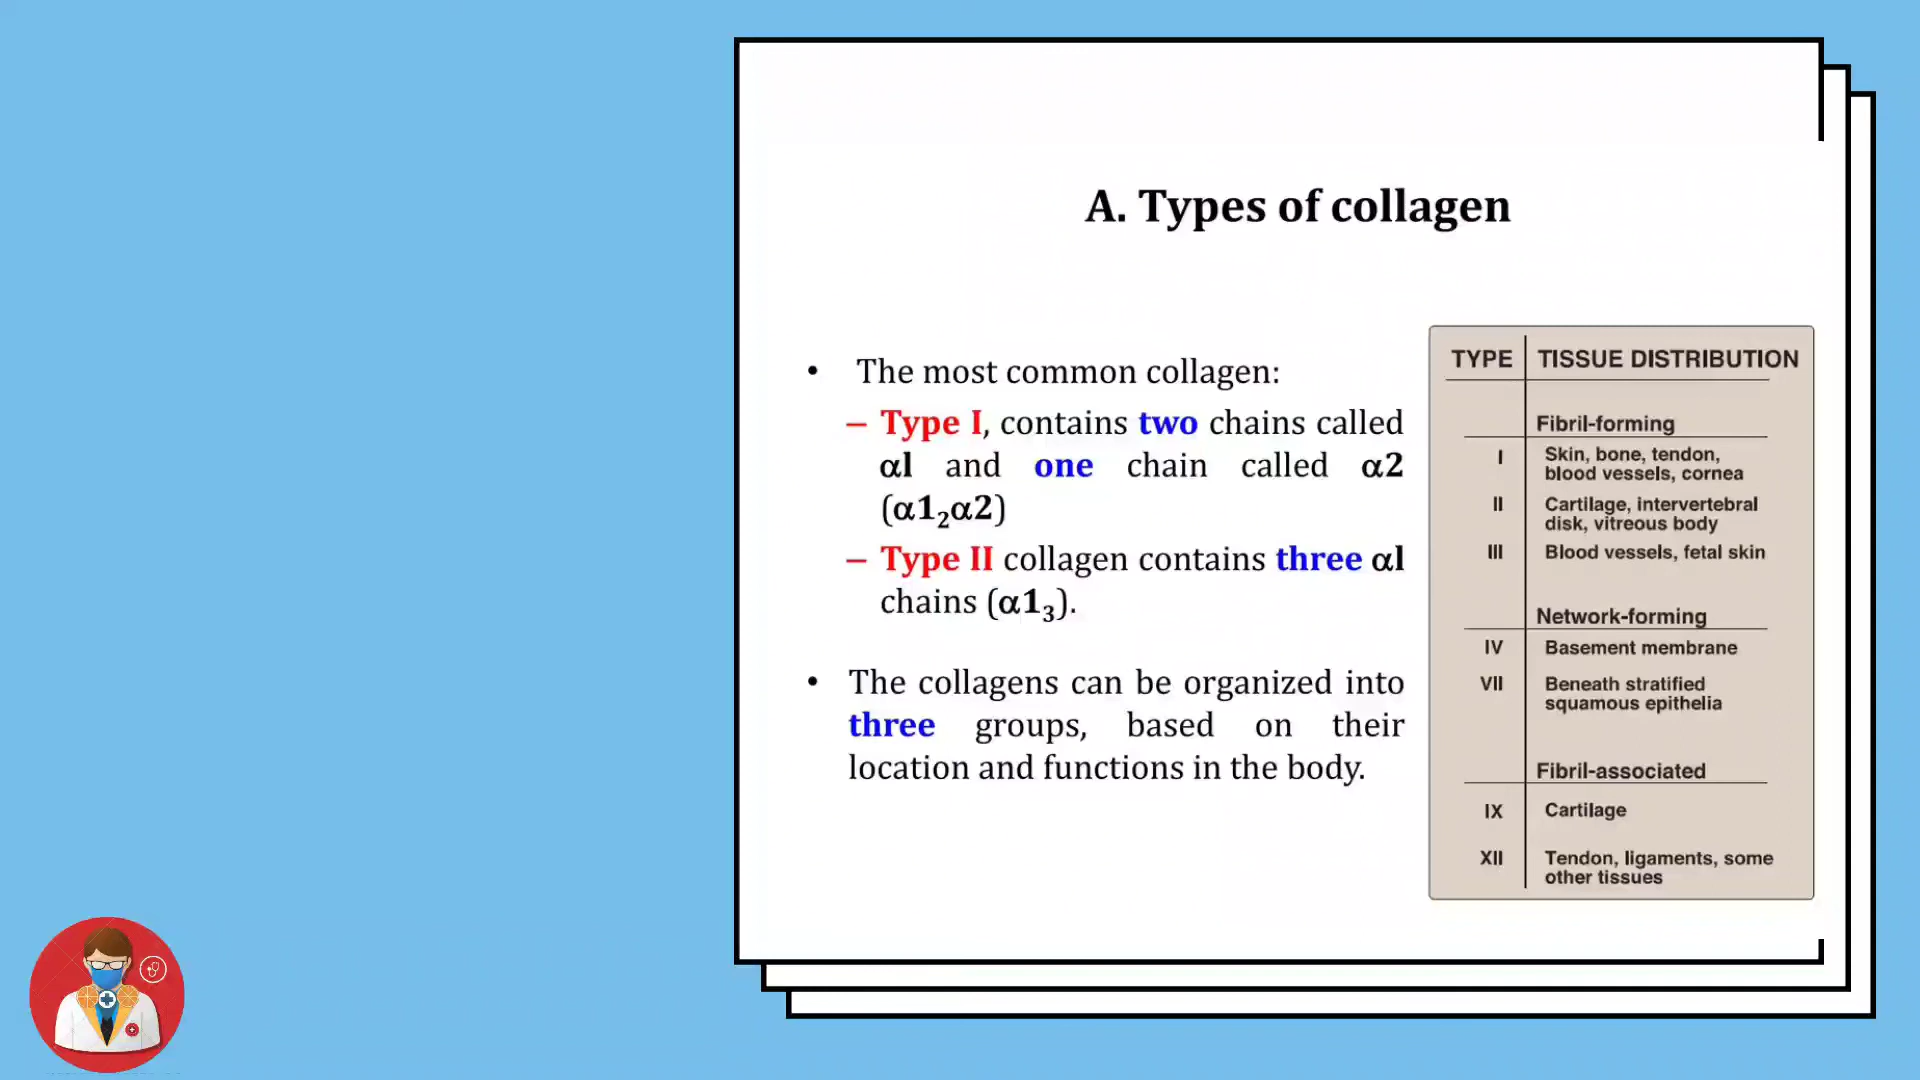 A. Types of collagen
• The most common collagen:
– Type I, contains two chains called
αl and one chain called α2
(α1₂α2)
– Type II collagen contains three αl
chains (α1₃).
• The collagens can be organized into
three groups, based on their
location and functions in the body.
TYPE TISSUE DISTRIBUTION
Fibril-forming
I Skin, bone, tendon,
blood vessels, cornea
II Cartilage, intervertebral
disk, vitreous body
III Blood vessels, fetal skin
Network-forming
IV Basement membrane
VII Beneath stratified
squamous epithelia
Fibril-associated
IX Cartilage
XII Tendon, ligaments, some
other tissues